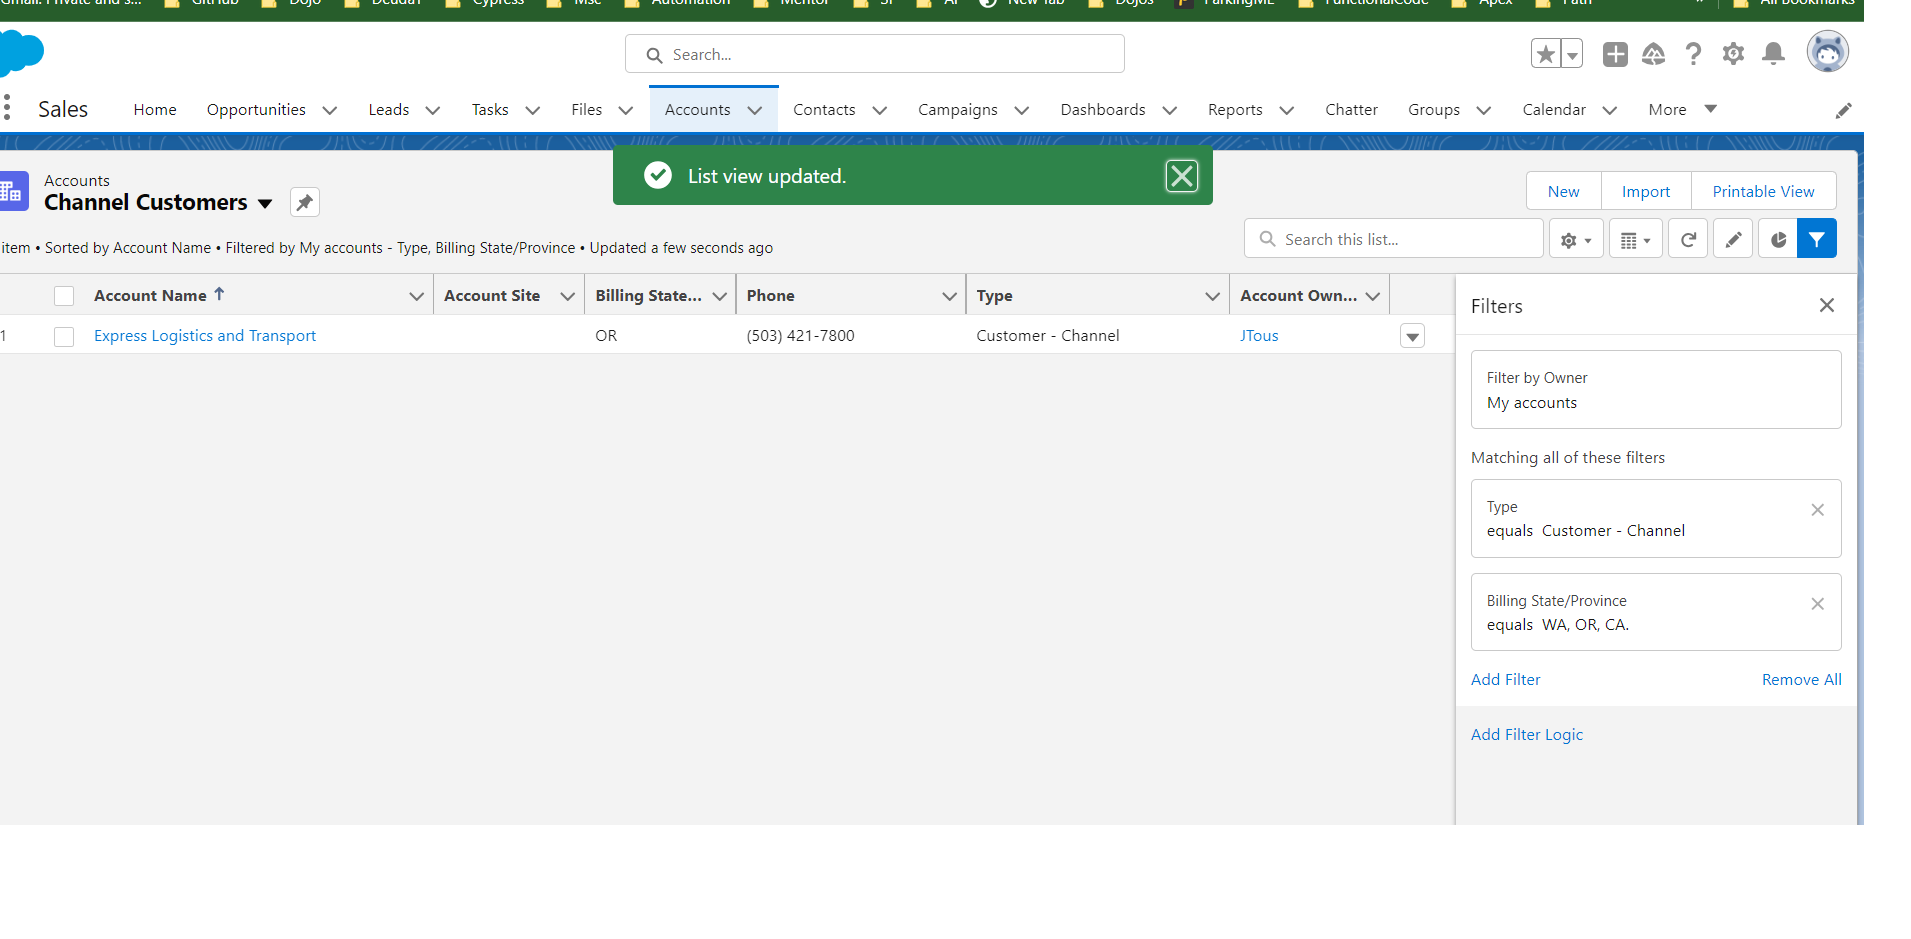 Gmail: Private and s...
GitHub
Dojo
Cypress
Msc
Automation
Mentor
SF
AI
New Tab
Dojos
ParkingME
FunctionalCode
Apex
Path
»
All Bookmarks
Search...
Sales
Home
Opportunities
Leads
Tasks
Files
Accounts
Contacts
Campaigns
Dashboards
Reports
Chatter
Groups
Calendar
More
List view updated.
Accounts
Channel Customers
New
Import
Printable View
item • Sorted by Account Name • Filtered by My accounts - Type, Billing State/Province • Updated a few seconds ago
Search this list...
Account Name
Account Site
Billing State...
Phone
Type
Account Own...
1
Express Logistics and Transport
OR
(503) 421-7800
Customer - Channel
JTous
Filters
Filter by Owner
My accounts
Matching all of these filters
Type
equals Customer - Channel
Billing State/Province
equals WA, OR, CA.
Add Filter
Remove All
Add Filter Logic